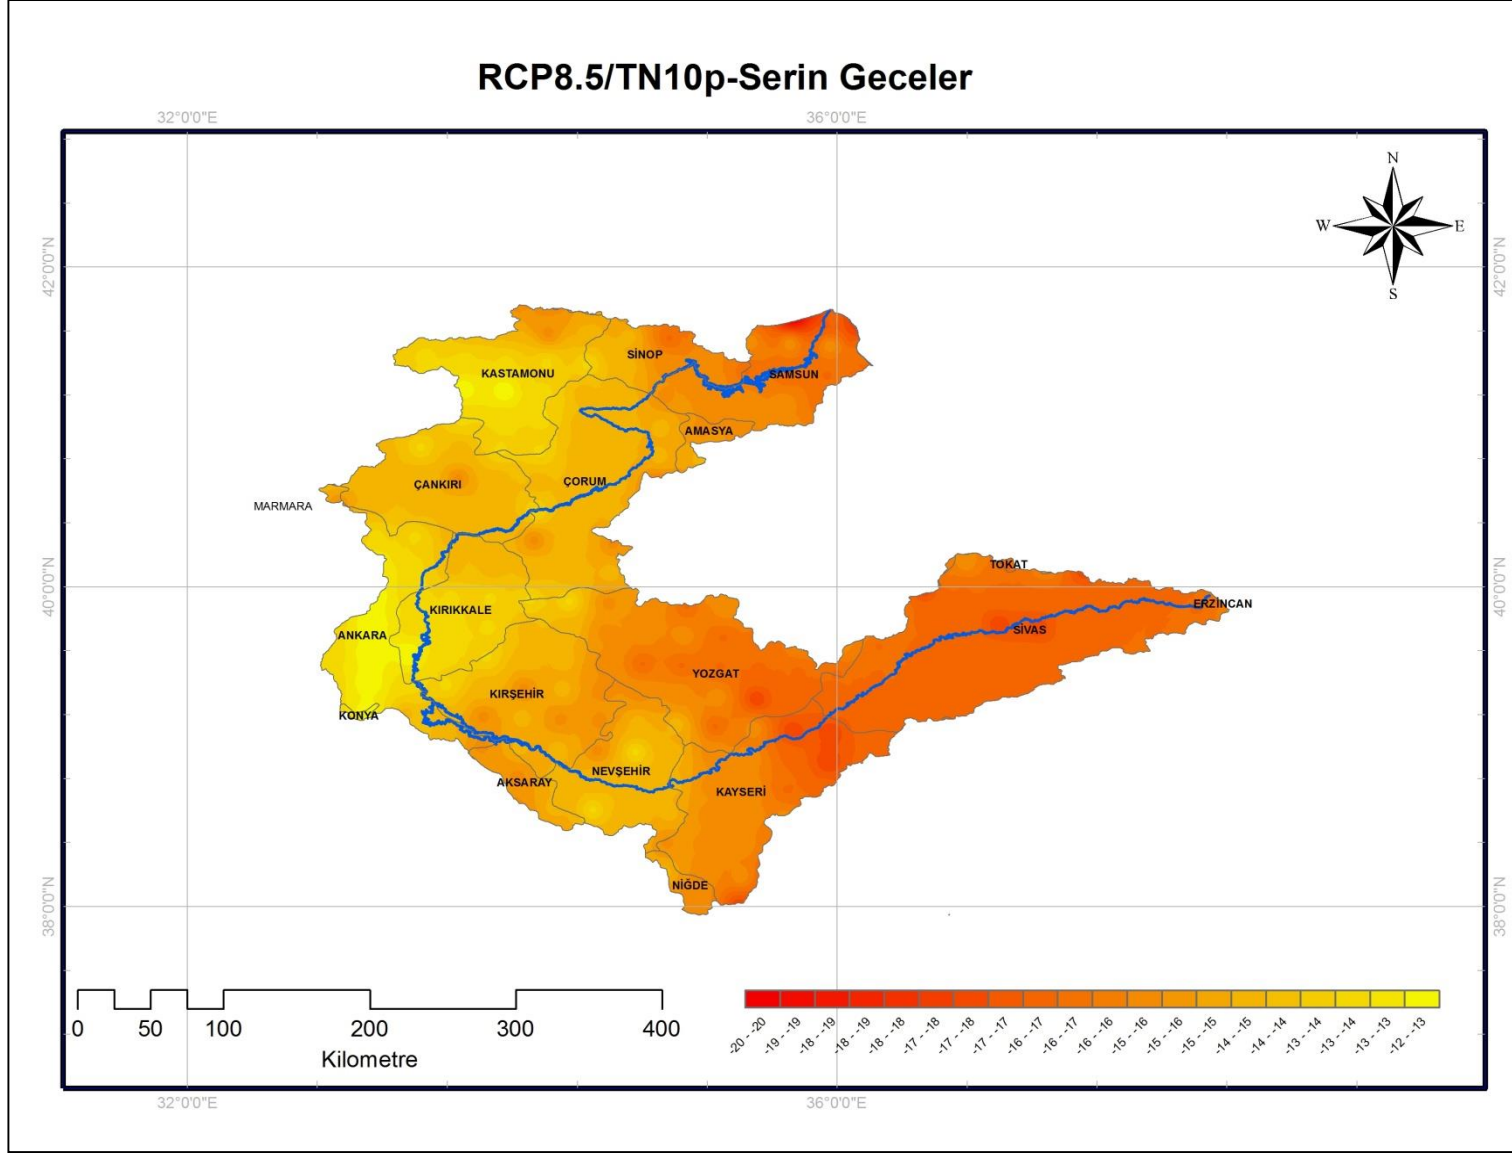 RCP8.5/TN10p-Serin Geceler
32°0'0"E
36°0'0"E
N
W
E
S
42°0'0"N
42°0'0"N
SİNOP
KASTAMONU
SAMSUN
AMASYA
ÇANKIRI
ÇORUM
MARMARA
TOKAT
40°0'0"N
40°0'0"N
ERZİNCAN
KIRIKKALE
SİVAS
ANKARA
YOZGAT
KIRŞEHİR
KONYA
NEVŞEHİR
AKSARAY
KAYSERİ
NİĞDE
38°0'0"N
38°0'0"N
0 50 100 200 300 400
Kilometre
-20 - -20
-19 - -19
-18 - -19
-18 - -19
-18 - -18
-17 - -18
-17 - -18
-17 - -17
-16 - -17
-16 - -17
-16 - -16
-15 - -16
-15 - -16
-15 - -15
-14 - -15
-14 - -14
-13 - -14
-13 - -14
-13 - -13
-12 - -13
32°0'0"E
36°0'0"E